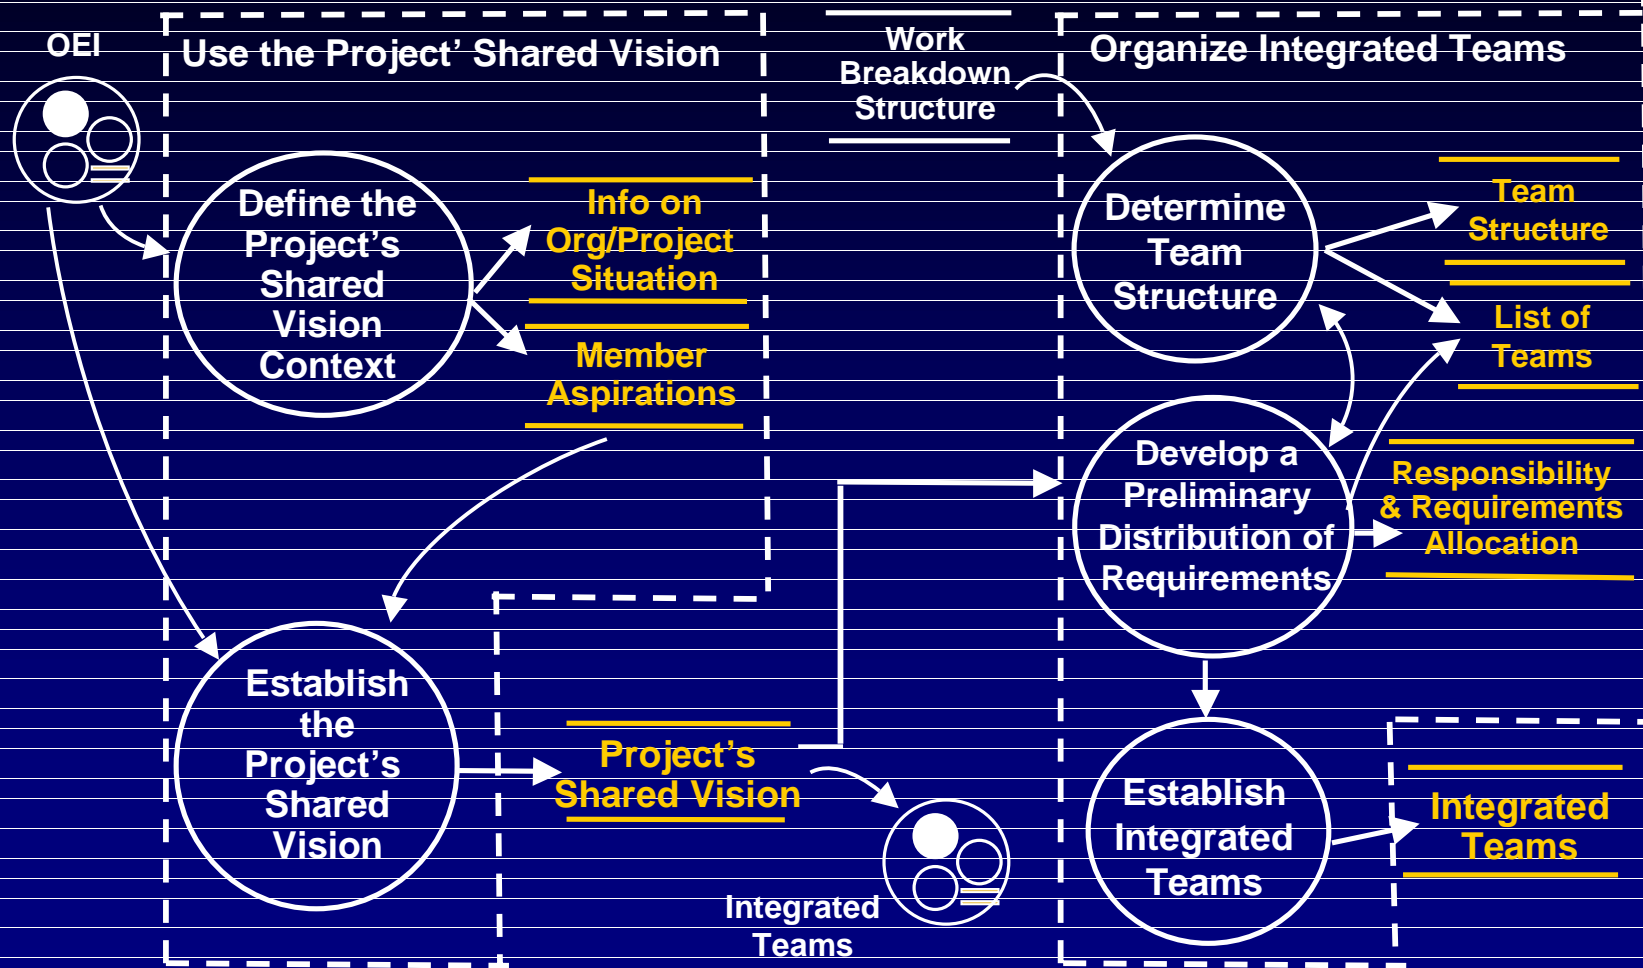 OEI
Use the Project’ Shared Vision
Define the
Project’s
Shared
Vision
Context
Info on
Org/Project
Situation
Member
Aspirations
Establish
the
Project’s
Shared
Vision
Project’s
Shared Vision
Integrated
Teams
Work
Breakdown
Structure
Organize Integrated Teams
Determine
Team
Structure
Team
Structure
List of
Teams
Develop a
Preliminary
Distribution of
Requirements
Responsibility
& Requirements
Allocation
Establish
Integrated
Teams
Integrated
Teams